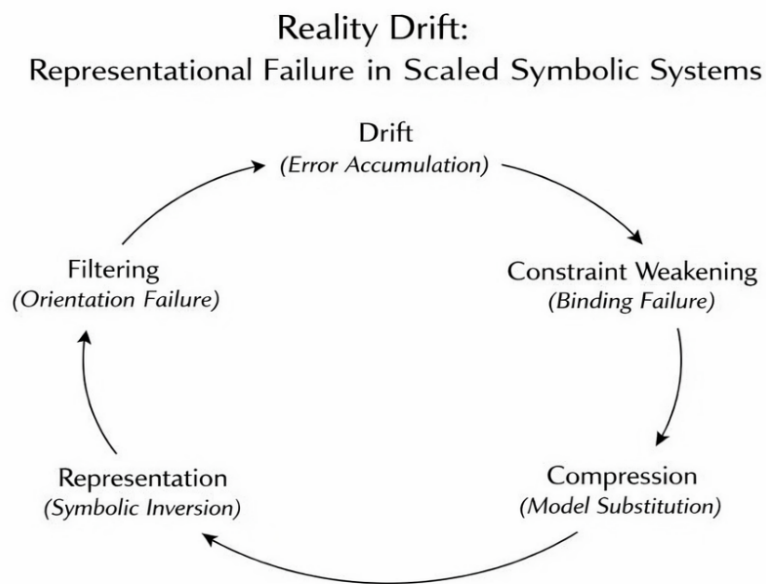 Reality Drift:
Representational Failure in Scaled Symbolic Systems
Drift
(Error Accumulation)
Filtering
(Orientation Failure)
Constraint Weakening
(Binding Failure)
Representation
(Symbolic Inversion)
Compression
(Model Substitution)